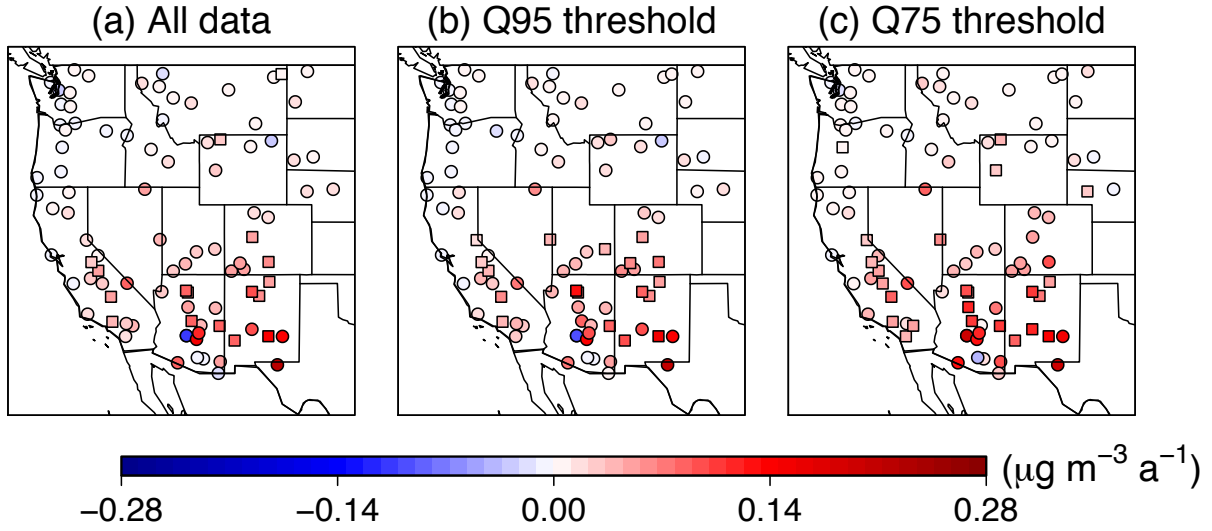 (a) All data (b) Q95 threshold (c) Q75 threshold
(μg m⁻³ a⁻¹)
−0.28 −0.14 0.00 0.14 0.28